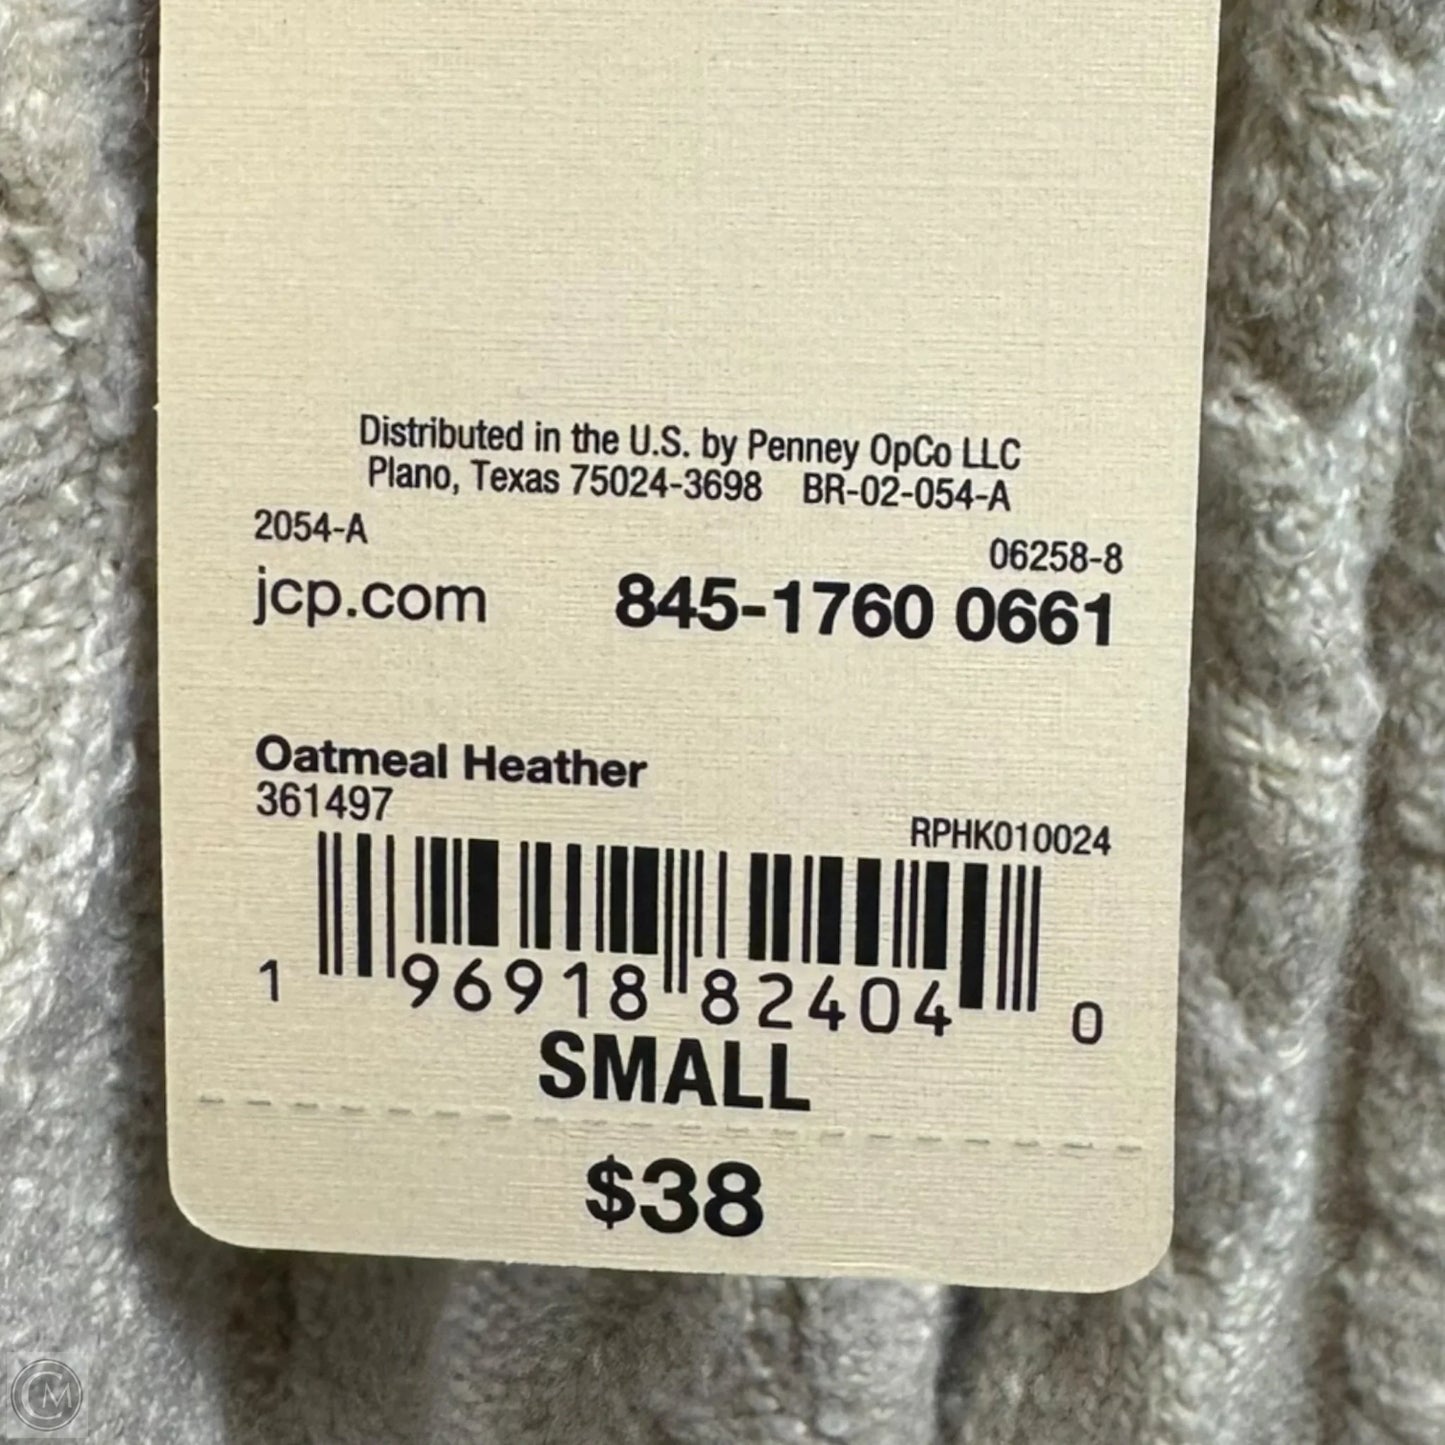 Distributed in the U.S. by Penney OpCo LLC
Plano, Texas 75024-3698 BR-02-054-A
2054-A 06258-8
jcp.com 845-1760 0661
Oatmeal Heather
361497 RPHK010024
1 96918 82404 0
SMALL
$38
CM